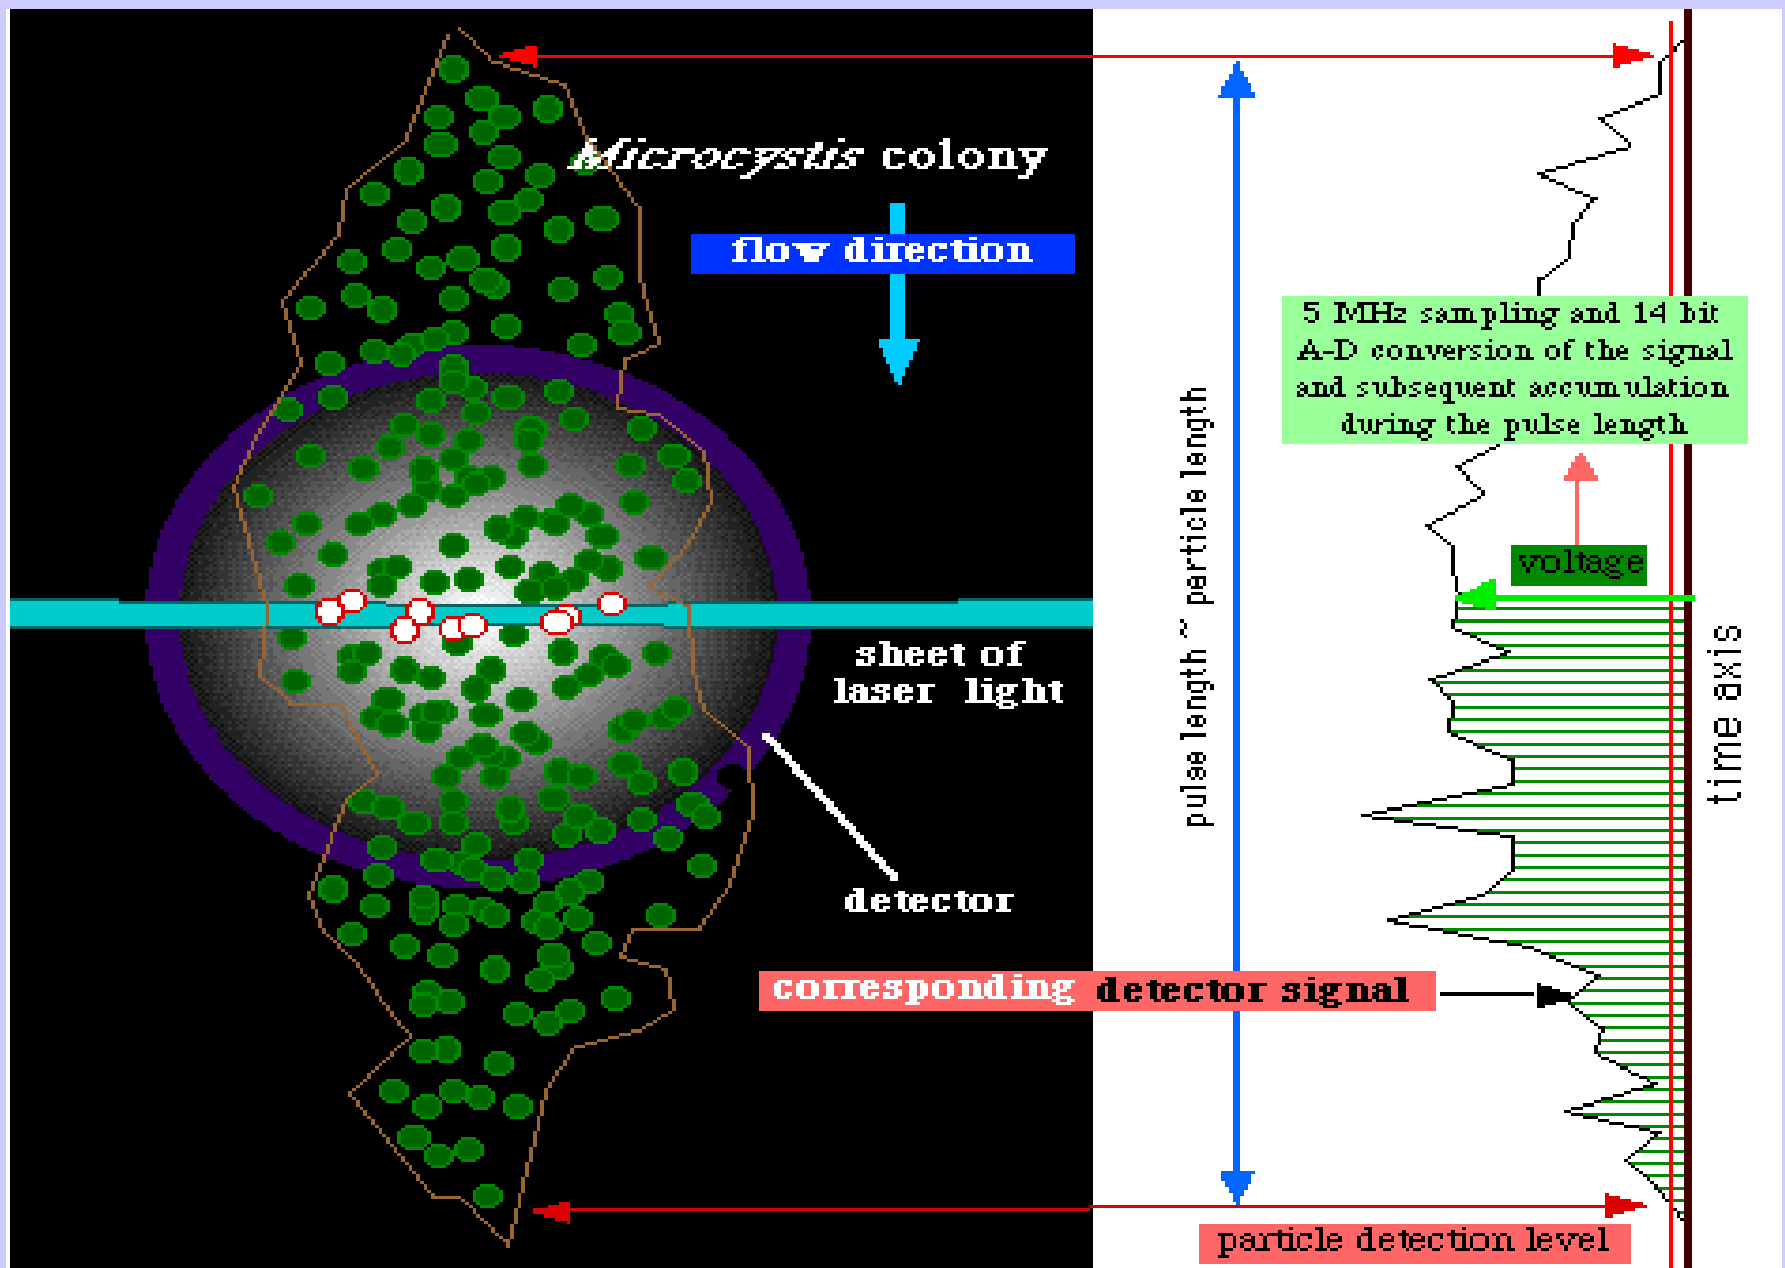 Microcystis colony
flow direction
5 MHz sampling and 14 bit
A-D conversion of the signal
and subsequent accumulation
during the pulse length
pulse length ~ particle length
voltage
time axis
sheet of
laser light
detector
corresponding detector signal
particle detection level